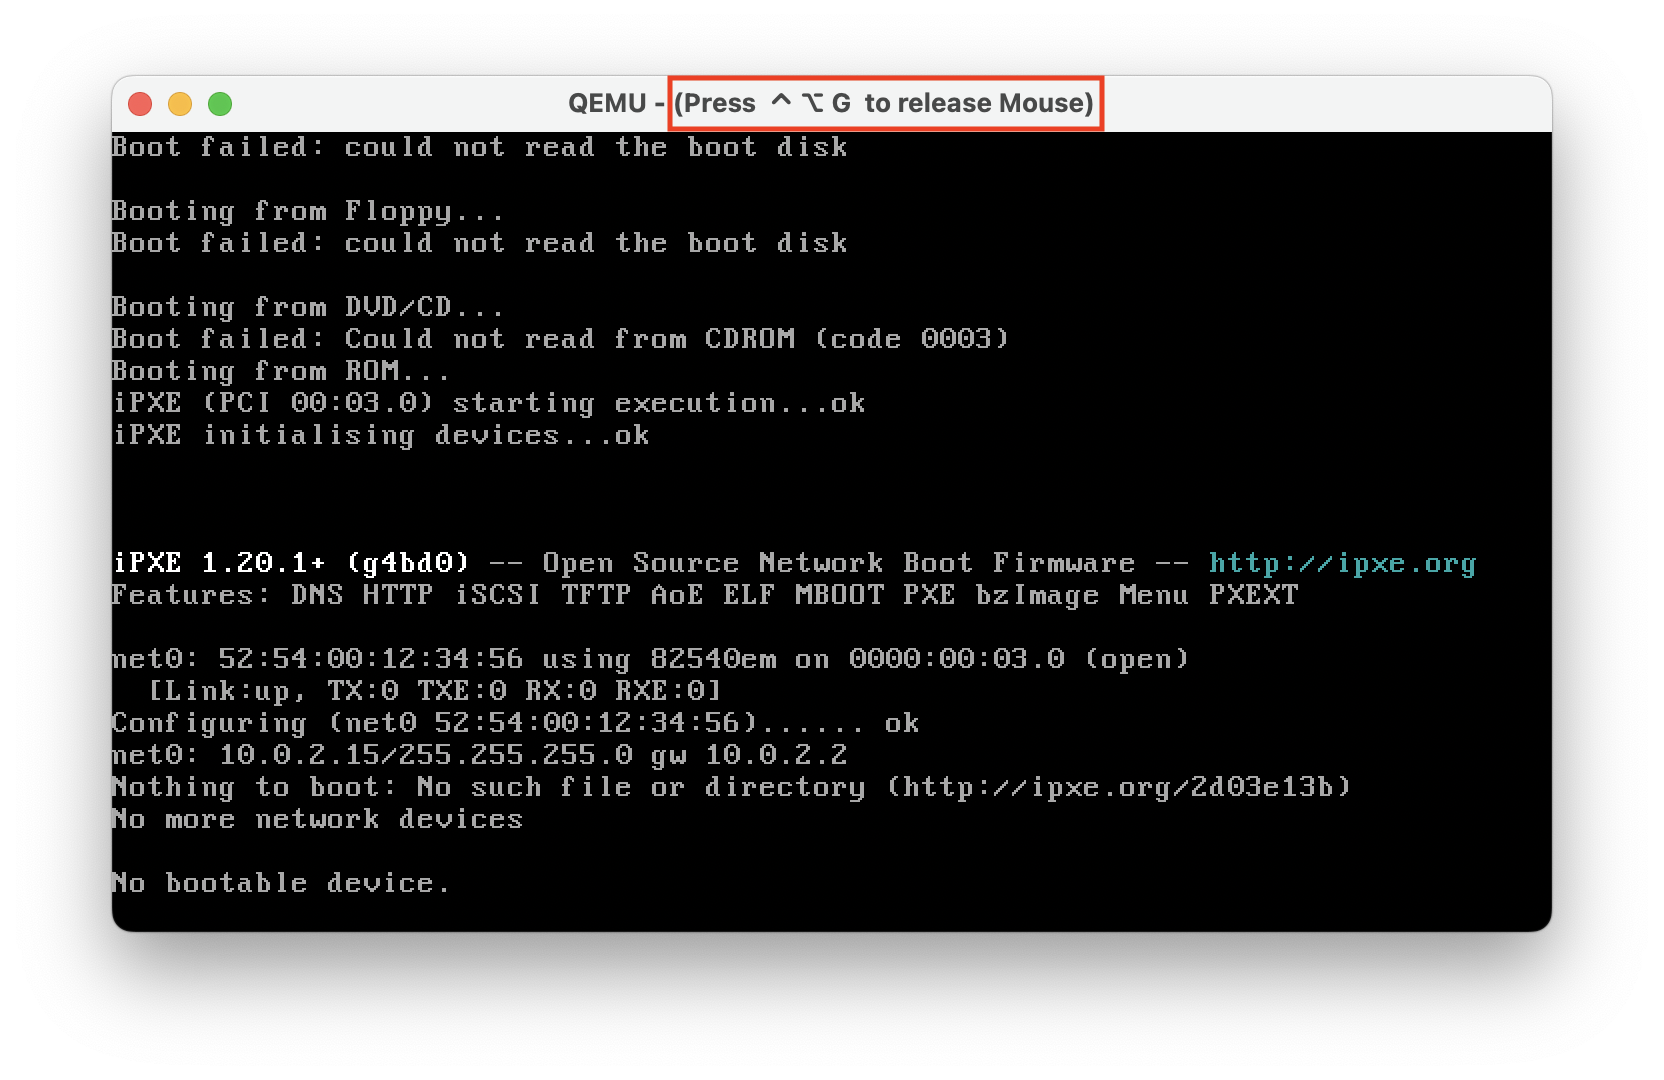 QEMU - (Press ⌃ ⌥ G to release Mouse)
Boot failed: could not read the boot disk
Booting from Floppy...
Boot failed: could not read the boot disk
Booting from DVD/CD...
Boot failed: Could not read from CDROM (code 0003)
Booting from ROM...
iPXE (PCI 00:03.0) starting execution...ok
iPXE initialising devices...ok
iPXE 1.20.1+ (g4bd0) -- Open Source Network Boot Firmware -- http://ipxe.org
Features: DNS HTTP iSCSI TFTP AoE ELF MBOOT PXE bzImage Menu PXEXT
net0: 52:54:00:12:34:56 using 82540em on 0000:00:03.0 (open)
[Link:up, TX:0 TXE:0 RX:0 RXE:0]
Configuring (net0 52:54:00:12:34:56)...... ok
net0: 10.0.2.15/255.255.255.0 gw 10.0.2.2
Nothing to boot: No such file or directory (http://ipxe.org/2d03e13b)
No more network devices
No bootable device.